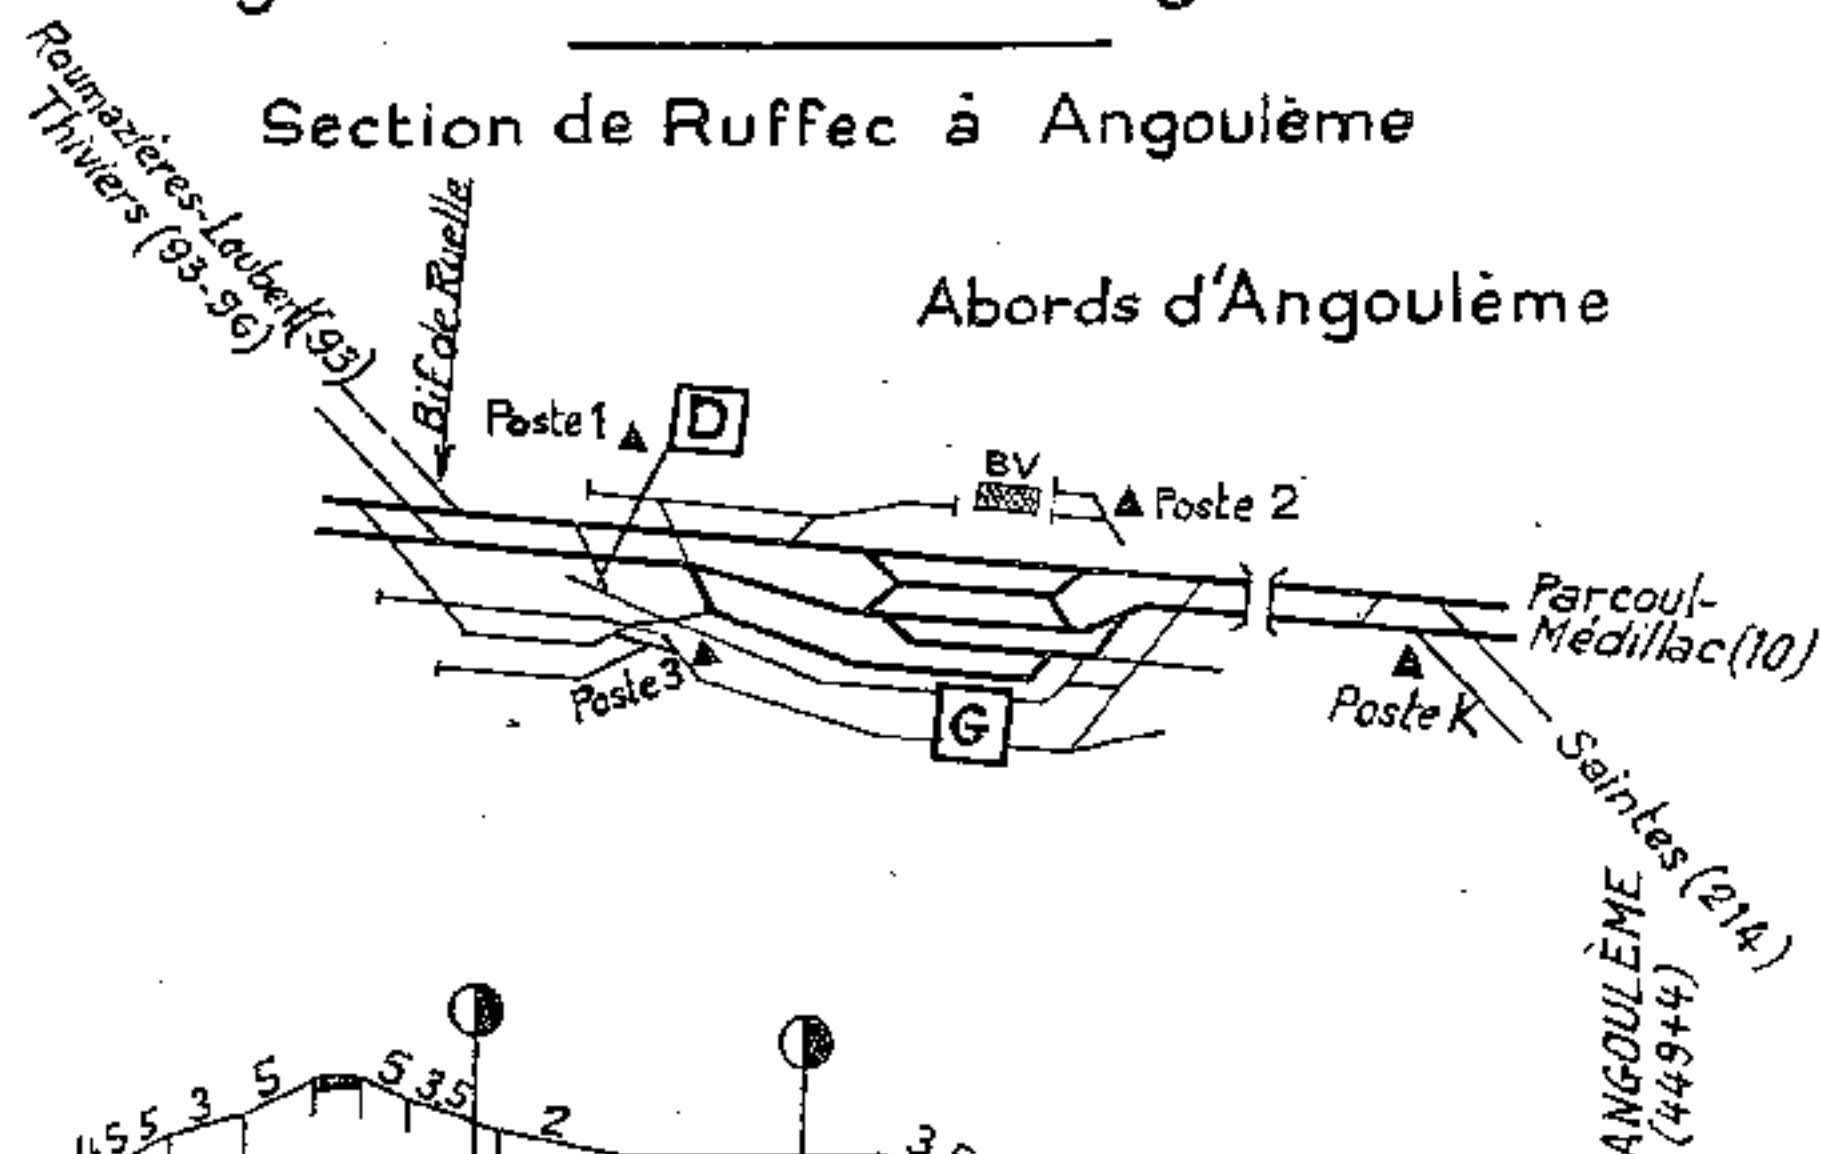 Section de Ruffec à Angoulème
Roumazières-Loubert (93)
Thiviers (93-96)
Bif de Ruelle
Abords d'Angoulème
Poste 1
D
BV
Poste 2
Poste 3
G
Parcoul-
Médillac (10)
Poste K
Saintes (214)
ANGOULÈME
(449+4)
5 3 5 5 3,5 2